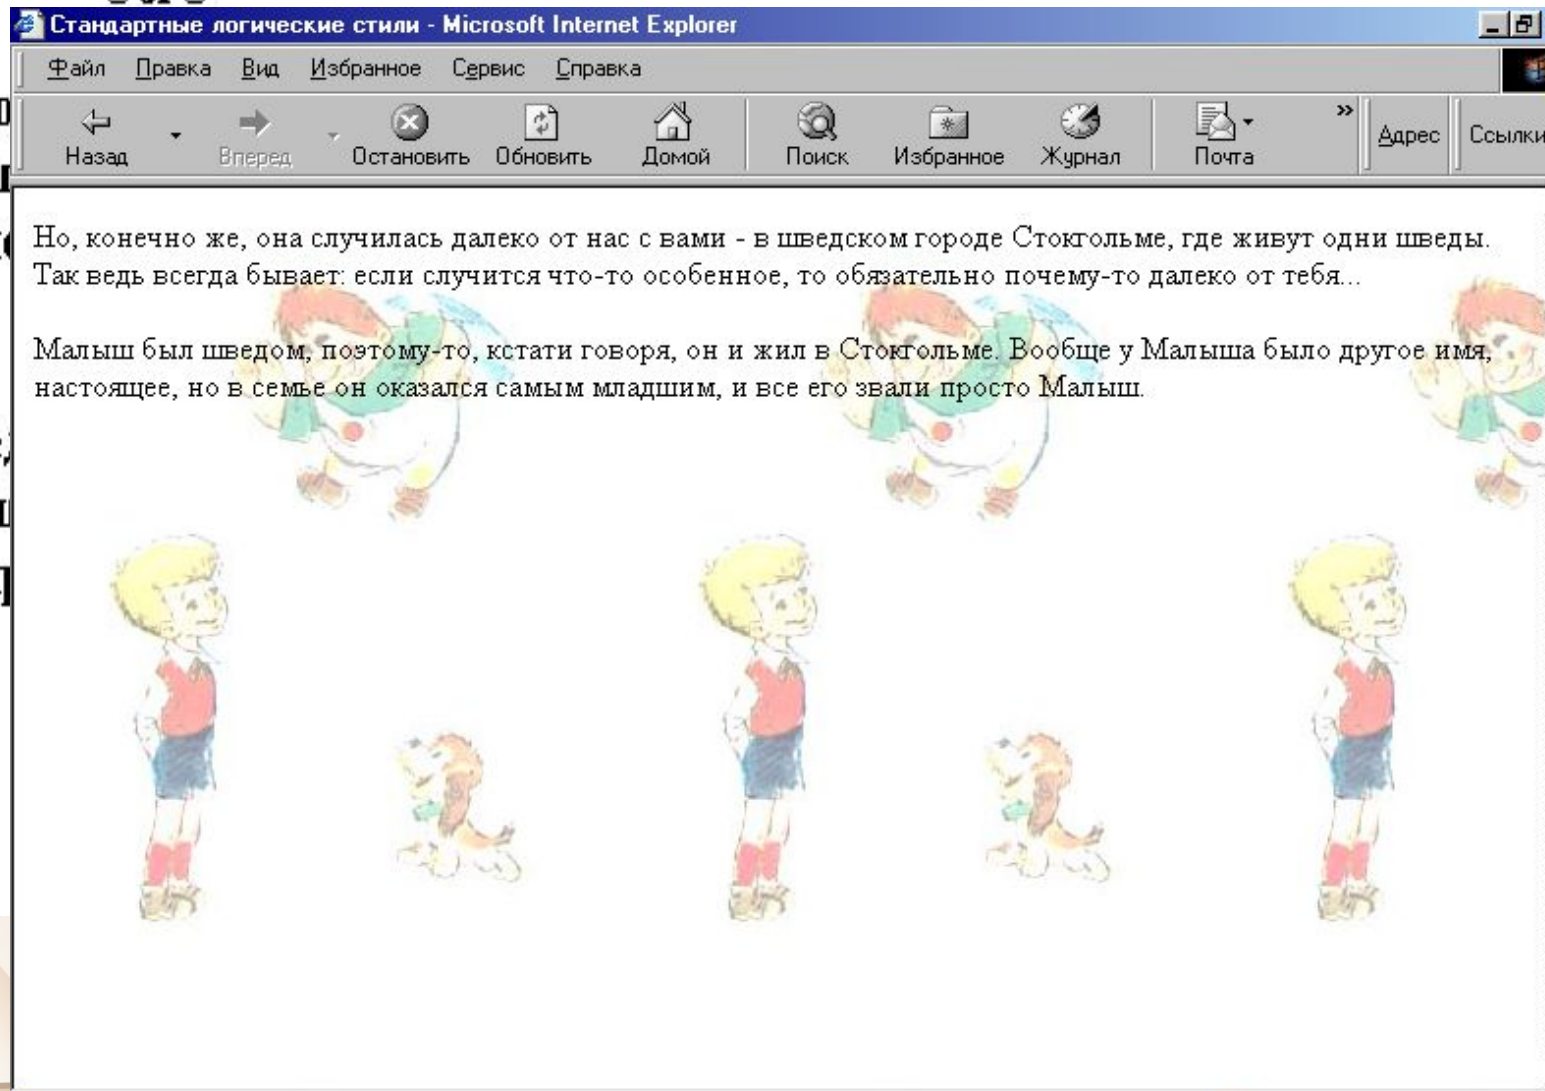 Стандартные логические стили - Microsoft Internet Explorer
Файл Правка Вид Избранное Сервис Справка
Назад Вперед Остановить Обновить Домой Поиск Избранное Журнал Почта » Адрес Ссылки
Но, конечно же, она случилась далеко от нас с вами - в шведском городе Стокгольме, где живут одни шведы.
Так ведь всегда бывает: если случится что-то особенное, то обязательно почему-то далеко от тебя...
Малыш был шведом, поэтому-то, кстати говоря, он и жил в Стокгольме. Вообще у Малыша было другое имя,
настоящее, но в семье он оказался самым младшим, и все его звали просто Малыш.